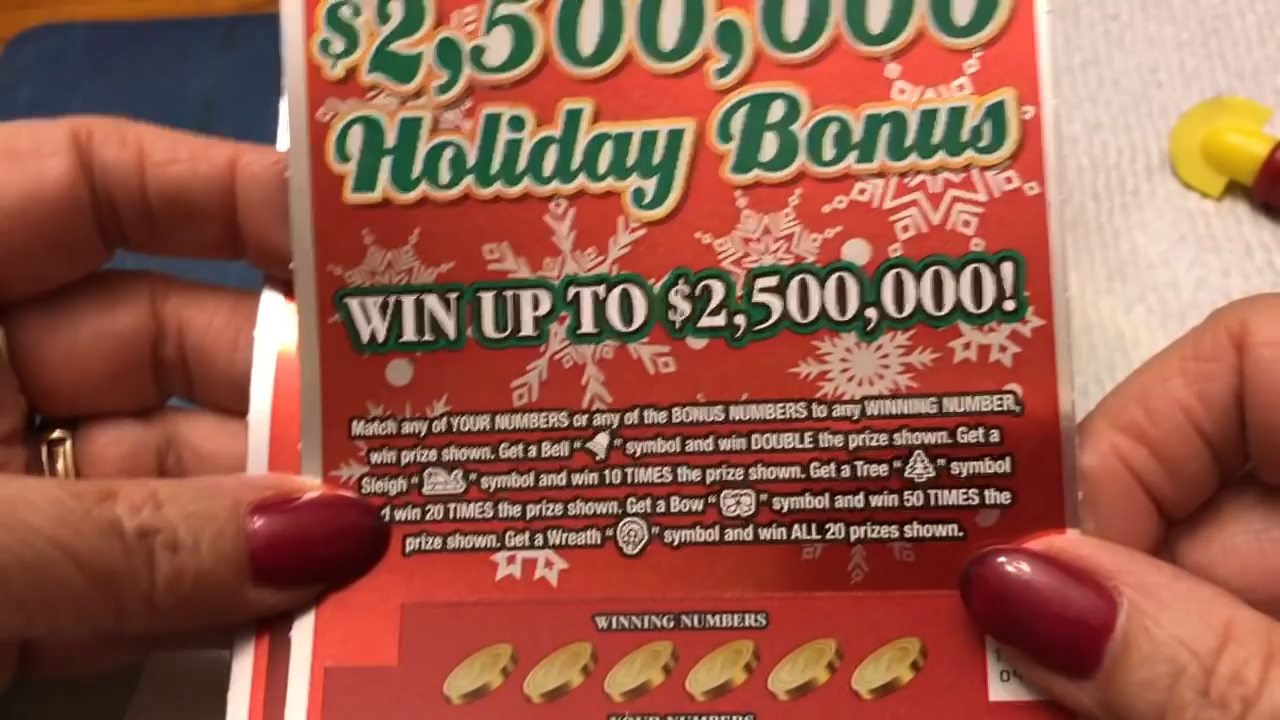 $2,500,000
Holiday Bonus
WIN UP TO $2,500,000!
Match any of YOUR NUMBERS or any of the BONUS NUMBERS to any WINNING NUMBER,
win prize shown. Get a Bell " " symbol and win DOUBLE the prize shown. Get a
Sleigh " " symbol and win 10 TIMES the prize shown. Get a Tree " " symbol
d win 20 TIMES the prize shown. Get a Bow " " symbol and win 50 TIMES the
prize shown. Get a Wreath " " symbol and win ALL 20 prizes shown.
WINNING NUMBERS
YOUR NUMBERS